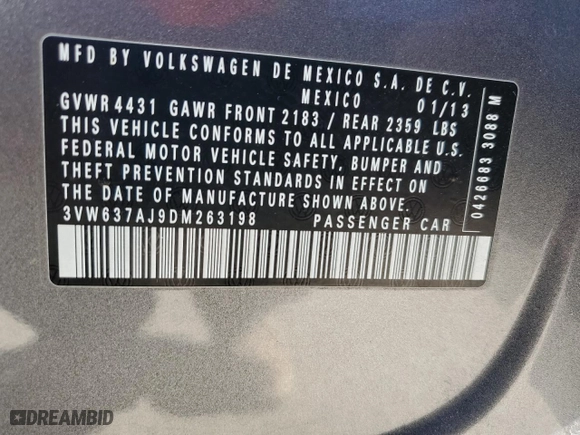 MFD BY VOLKSWAGEN DE MEXICO S.A. DE C.V.
MEXICO 01/13
GVWR 4431 GAWR FRONT 2183 / REAR 2359 LBS
THIS VEHICLE CONFORMS TO ALL APPLICABLE U.S.
FEDERAL MOTOR VEHICLE SAFETY, BUMPER AND
THEFT PREVENTION STANDARDS IN EFFECT ON
THE DATE OF MANUFACTURE SHOWN ABOVE.
3VW637AJ9DM263198 PASSENGER CAR
0426683 3088 M
DREAMBID